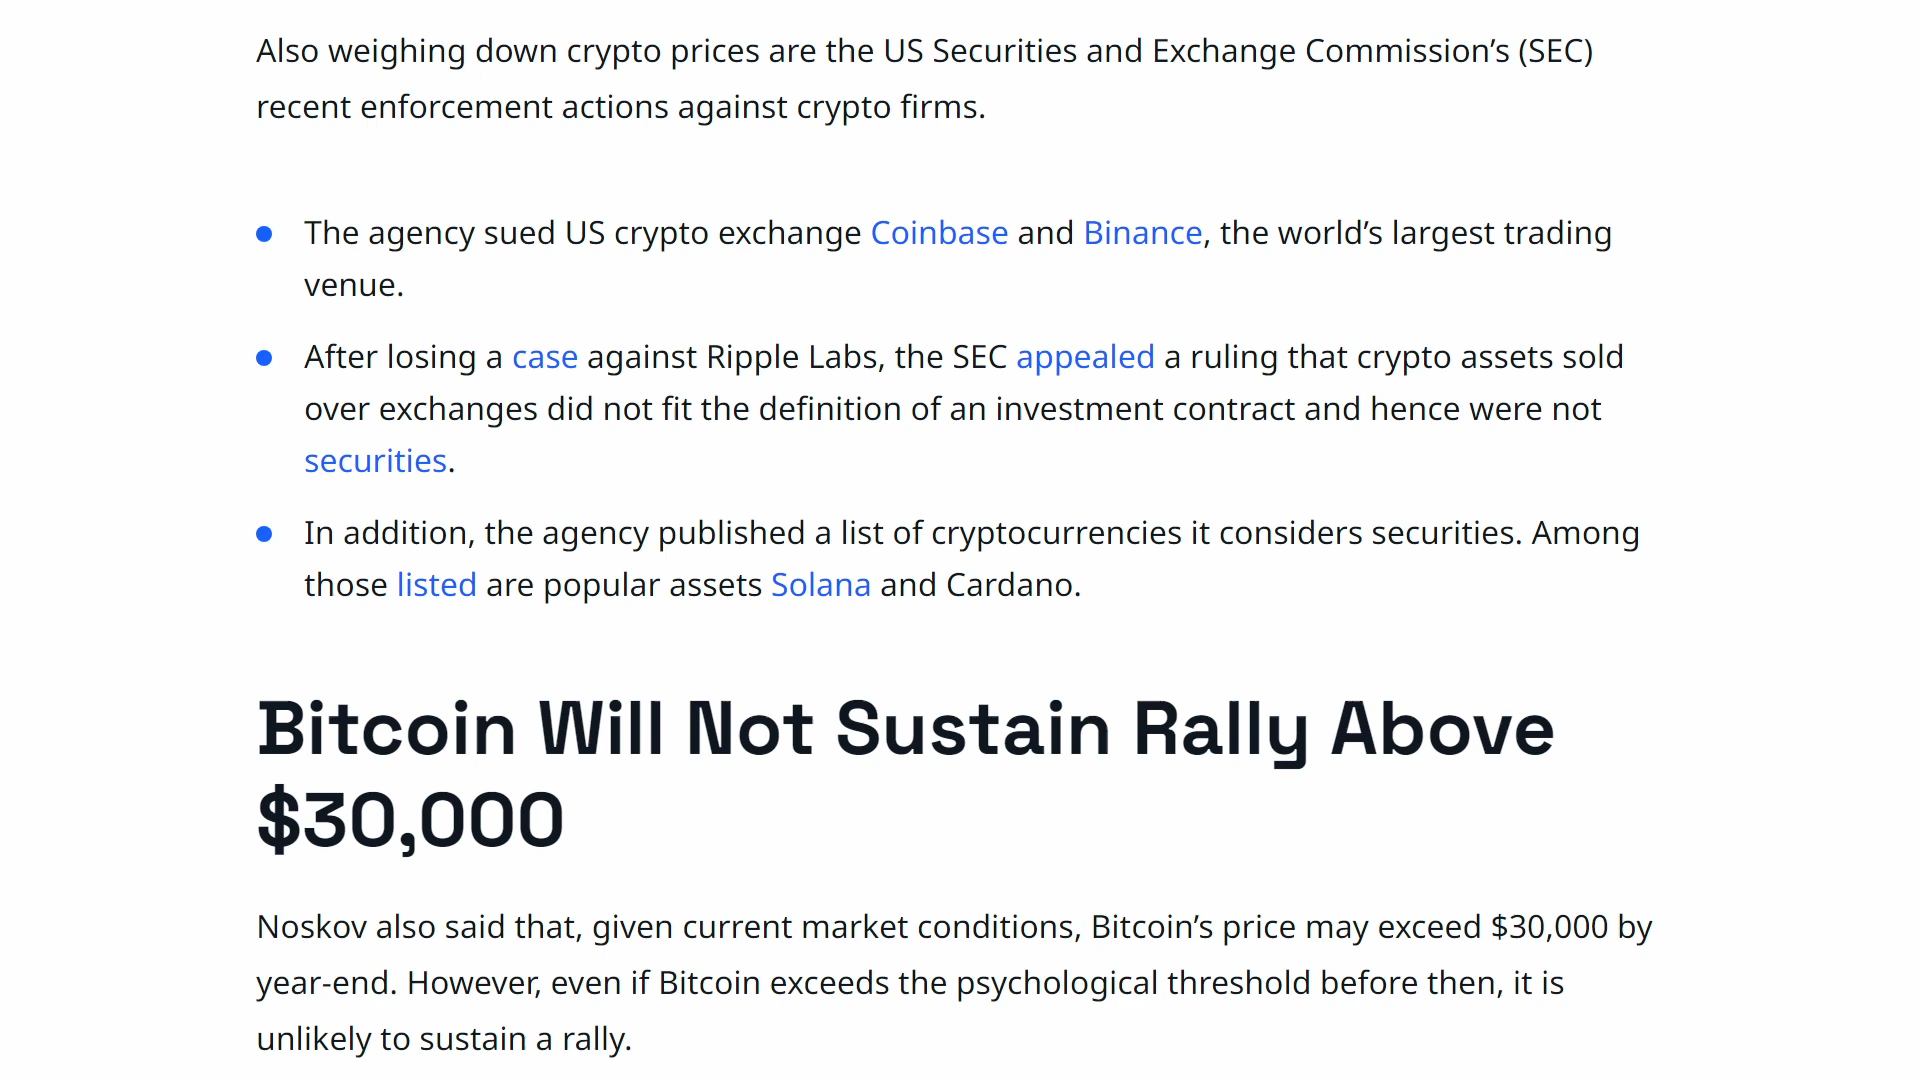 Also weighing down crypto prices are the US Securities and Exchange Commission’s (SEC)
recent enforcement actions against crypto firms.
The agency sued US crypto exchange Coinbase and Binance, the world’s largest trading
venue.
After losing a case against Ripple Labs, the SEC appealed a ruling that crypto assets sold
over exchanges did not fit the definition of an investment contract and hence were not
securities.
In addition, the agency published a list of cryptocurrencies it considers securities. Among
those listed are popular assets Solana and Cardano.
Bitcoin Will Not Sustain Rally Above
$30,000
Noskov also said that, given current market conditions, Bitcoin’s price may exceed $30,000 by
year-end. However, even if Bitcoin exceeds the psychological threshold before then, it is
unlikely to sustain a rally.